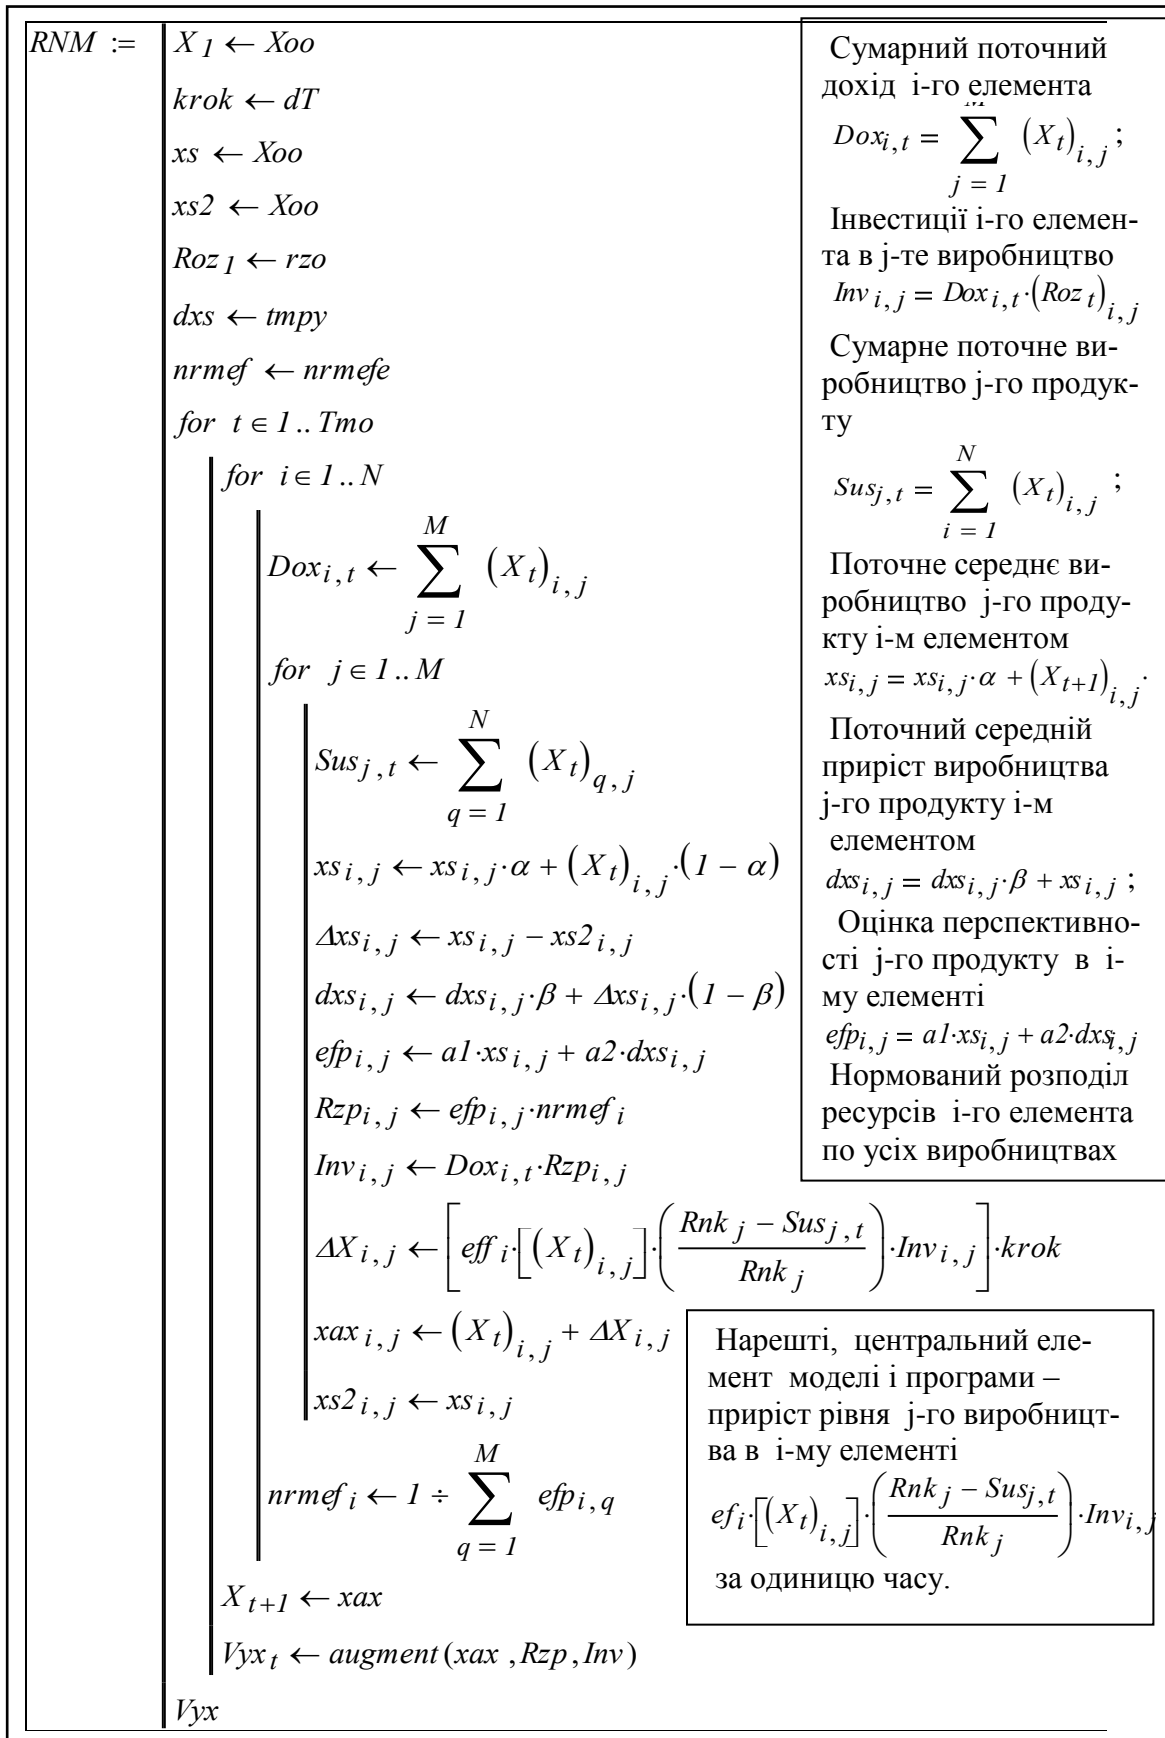 RNM := X_1 ← Xoo
krok ← dT
xs ← Xoo
xs2 ← Xoo
Roz_1 ← rzo
dxs ← tmpy
nrmef ← nrmefe
for t ∈ 1 .. Tmo
for i ∈ 1 .. N
Dox_{i,t} ← \sum_{j = 1}^{M} (X_t)_{i,j}
for j ∈ 1 .. M
Sus_{j,t} ← \sum_{q = 1}^{N} (X_t)_{q,j}
xs_{i,j} ← xs_{i,j}·α + (X_t)_{i,j}·(1 − α)
Δxs_{i,j} ← xs_{i,j} − xs2_{i,j}
dxs_{i,j} ← dxs_{i,j}·β + Δxs_{i,j}·(1 − β)
efp_{i,j} ← a1·xs_{i,j} + a2·dxs_{i,j}
Rzp_{i,j} ← efp_{i,j}·nrmef_i
Inv_{i,j} ← Dox_{i,t}·Rzp_{i,j}
ΔX_{i,j} ← [eff_i·[(X_t)_{i,j}]·((Rnk_j − Sus_{j,t}) / Rnk_j)·Inv_{i,j}]·krok
xax_{i,j} ← (X_t)_{i,j} + ΔX_{i,j}
xs2_{i,j} ← xs_{i,j}
nrmef_i ← 1 ÷ \sum_{q = 1}^{M} efp_{i,q}
X_{t+1} ← xax
Vyx_t ← augment(xax , Rzp , Inv)
Vyx
Сумарний поточний
дохід і-го елемента
Dox_{i,t} = \sum_{j = 1}^{M} (X_t)_{i,j} ;
Інвестиції і-го елемен-
та в j-те виробництво
Inv_{i,j} = Dox_{i,t}·(Roz_t)_{i,j}
Сумарне поточне ви-
робництво j-го продук-
ту
Sus_{j,t} = \sum_{i = 1}^{N} (X_t)_{i,j} ;
Поточне середнє ви-
робництво j-го проду-
кту і-м елементом
xs_{i,j} = xs_{i,j}·α + (X_{t+1})_{i,j}·
Поточний середній
приріст виробництва
j-го продукту і-м
елементом
dxs_{i,j} = dxs_{i,j}·β + xs_{i,j} ;
Оцінка перспективно-
сті j-го продукту в і-
му елементі
efp_{i,j} = a1·xs_{i,j} + a2·dxs_{i,j}
Нормований розподіл
ресурсів і-го елемента
по усіх виробництвах
Нарешті, центральний еле-
мент моделі і програми –
приріст рівня j-го виробницт-
ва в і-му елементі
ef_i·[(X_t)_{i,j}]·((Rnk_j − Sus_{j,t}) / Rnk_j)·Inv_{i,j}
за одиницю часу.